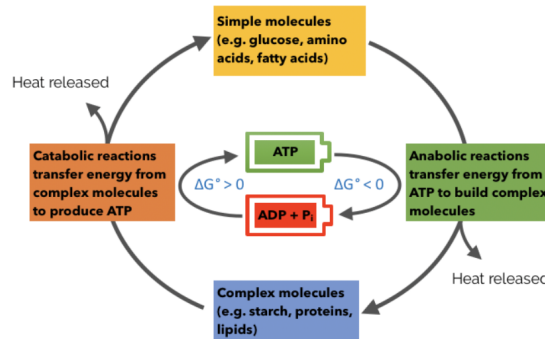 Simple molecules
(e.g. glucose, amino
acids, fatty acids)
Heat released
Catabolic reactions
transfer energy from
complex molecules
to produce ATP
ΔG° > 0
ATP
ADP + Pi
ΔG° < 0
Anabolic reactions
transfer energy from
ATP to build complex
molecules
Heat released
Complex molecules
(e.g. starch, proteins,
lipids)